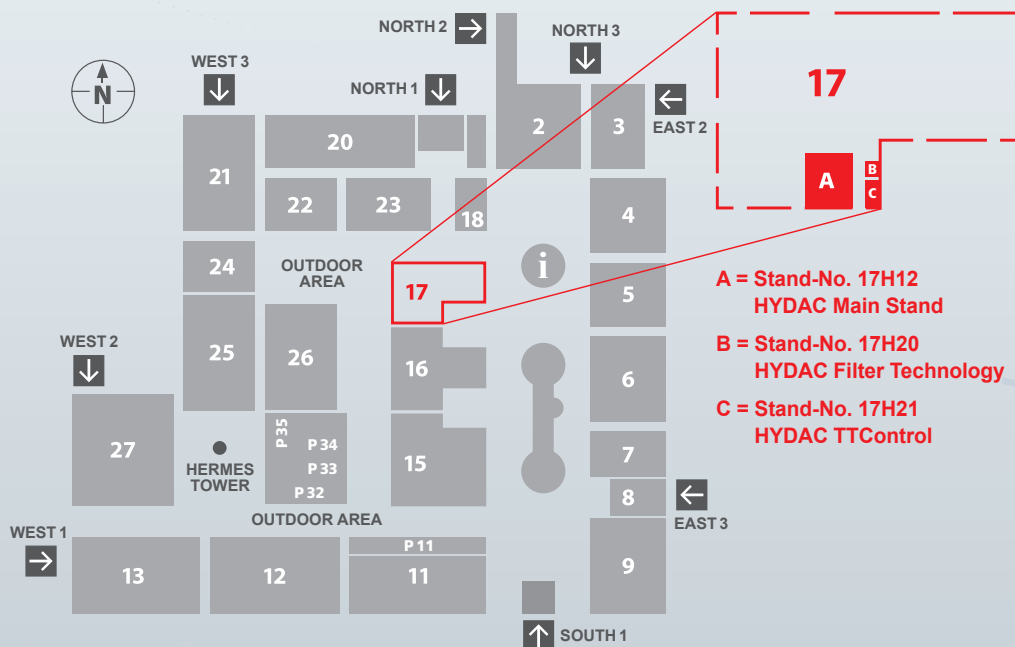 NORTH 2
NORTH 3
WEST 3
NORTH 1
N
EAST 2
17
2
3
20
21
22
23
18
A
B
C
4
24
OUTDOOR
AREA
i
17
5
A = Stand-No. 17H12
HYDAC Main Stand
B = Stand-No. 17H20
HYDAC Filter Technology
C = Stand-No. 17H21
HYDAC TTControl
25
26
16
6
WEST 2
27
HERMES
TOWER
P 35
P 34
P 33
P 32
15
7
8
EAST 3
OUTDOOR AREA
WEST 1
13
12
P 11
11
9
SOUTH 1